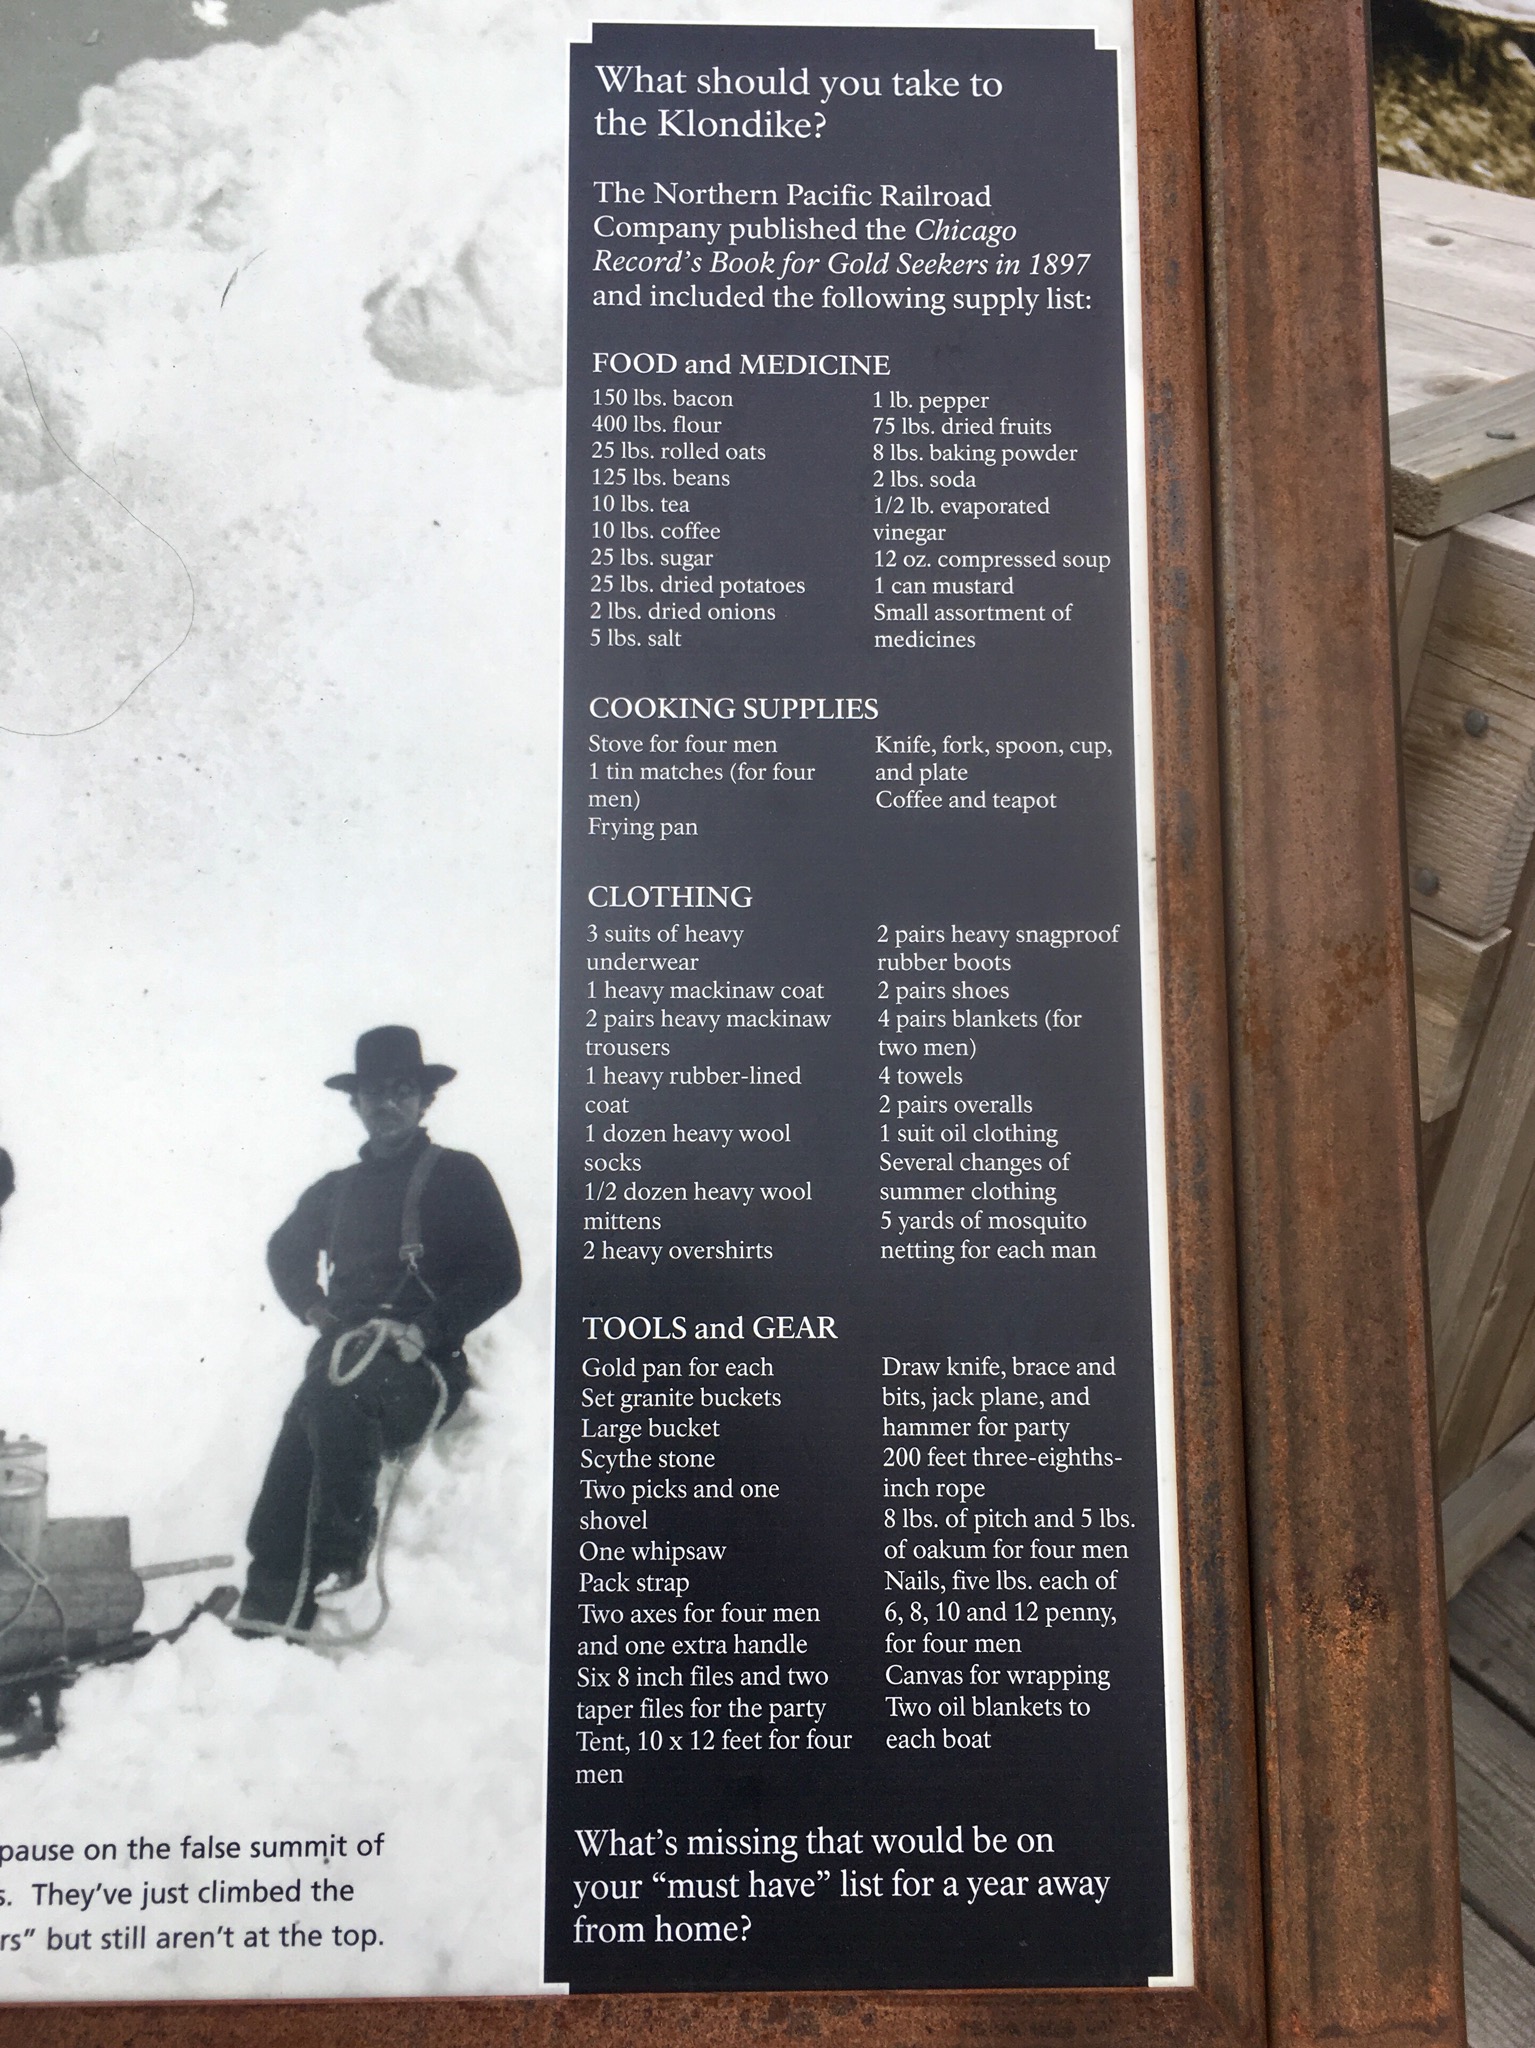 What should you take to
the Klondike?
The Northern Pacific Railroad
Company published the Chicago
Record's Book for Gold Seekers in 1897
and included the following supply list:
FOOD and MEDICINE
150 lbs. bacon
400 lbs. flour
25 lbs. rolled oats
125 lbs. beans
10 lbs. tea
10 lbs. coffee
25 lbs. sugar
25 lbs. dried potatoes
2 lbs. dried onions
5 lbs. salt
1 lb. pepper
75 lbs. dried fruits
8 lbs. baking powder
2 lbs. soda
1/2 lb. evaporated
vinegar
12 oz. compressed soup
1 can mustard
Small assortment of
medicines
COOKING SUPPLIES
Stove for four men
1 tin matches (for four
men)
Frying pan
Knife, fork, spoon, cup,
and plate
Coffee and teapot
CLOTHING
3 suits of heavy
underwear
1 heavy mackinaw coat
2 pairs heavy mackinaw
trousers
1 heavy rubber-lined
coat
1 dozen heavy wool
socks
1/2 dozen heavy wool
mittens
2 heavy overshirts
2 pairs heavy snagproof
rubber boots
2 pairs shoes
4 pairs blankets (for
two men)
4 towels
2 pairs overalls
1 suit oil clothing
Several changes of
summer clothing
5 yards of mosquito
netting for each man
TOOLS and GEAR
Gold pan for each
Set granite buckets
Large bucket
Scythe stone
Two picks and one
shovel
One whipsaw
Pack strap
Two axes for four men
and one extra handle
Six 8 inch files and two
taper files for the party
Tent, 10 x 12 feet for four
men
Draw knife, brace and
bits, jack plane, and
hammer for party
200 feet three-eighths-
inch rope
8 lbs. of pitch and 5 lbs.
of oakum for four men
Nails, five lbs. each of
6, 8, 10 and 12 penny,
for four men
Canvas for wrapping
Two oil blankets to
each boat
What's missing that would be on
your “must have” list for a year away
from home?
pause on the false summit of
s. They've just climbed the
rs” but still aren't at the top.